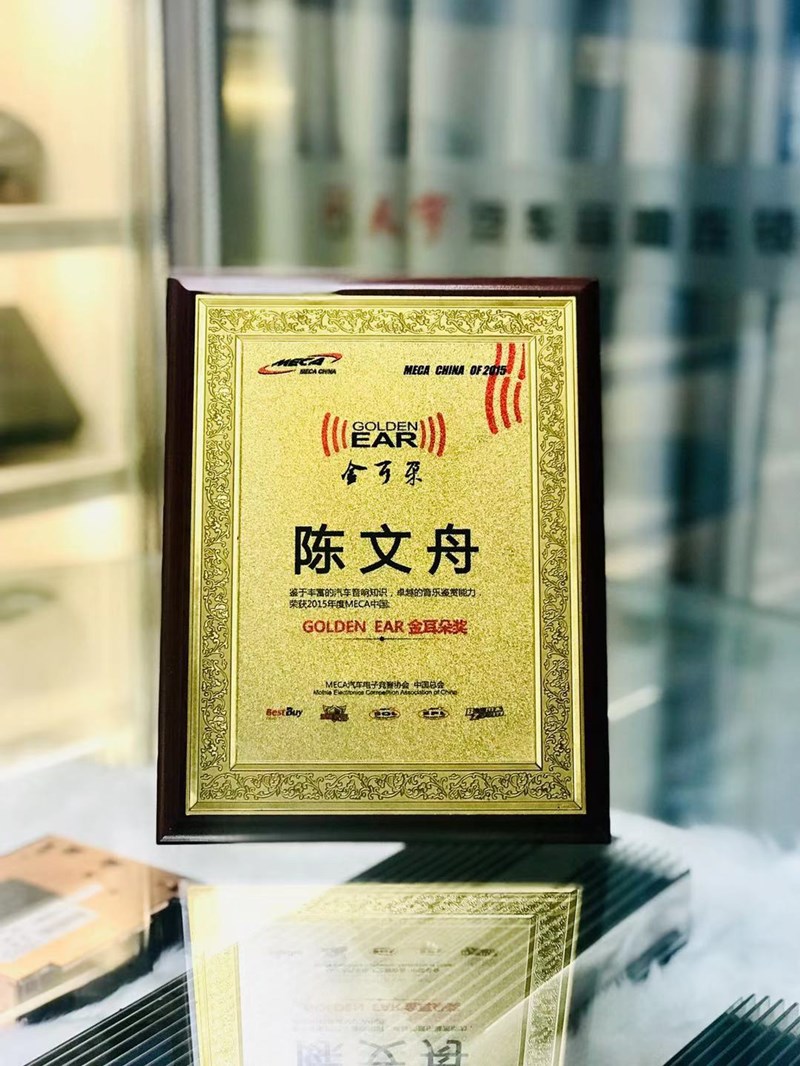 MECA
MECA CHINA
MECA CHINA OF 2015
GOLDEN
EAR
金耳朵
陈文舟
鉴于丰富的汽车音响知识，卓越的音乐鉴赏能力，
荣获2015年度MECA中国:
GOLDEN EAR 金耳朵奖
MECA汽车电子竞赛协会 中国总会
Mobile Electronics Competition Association of China
BestBuy